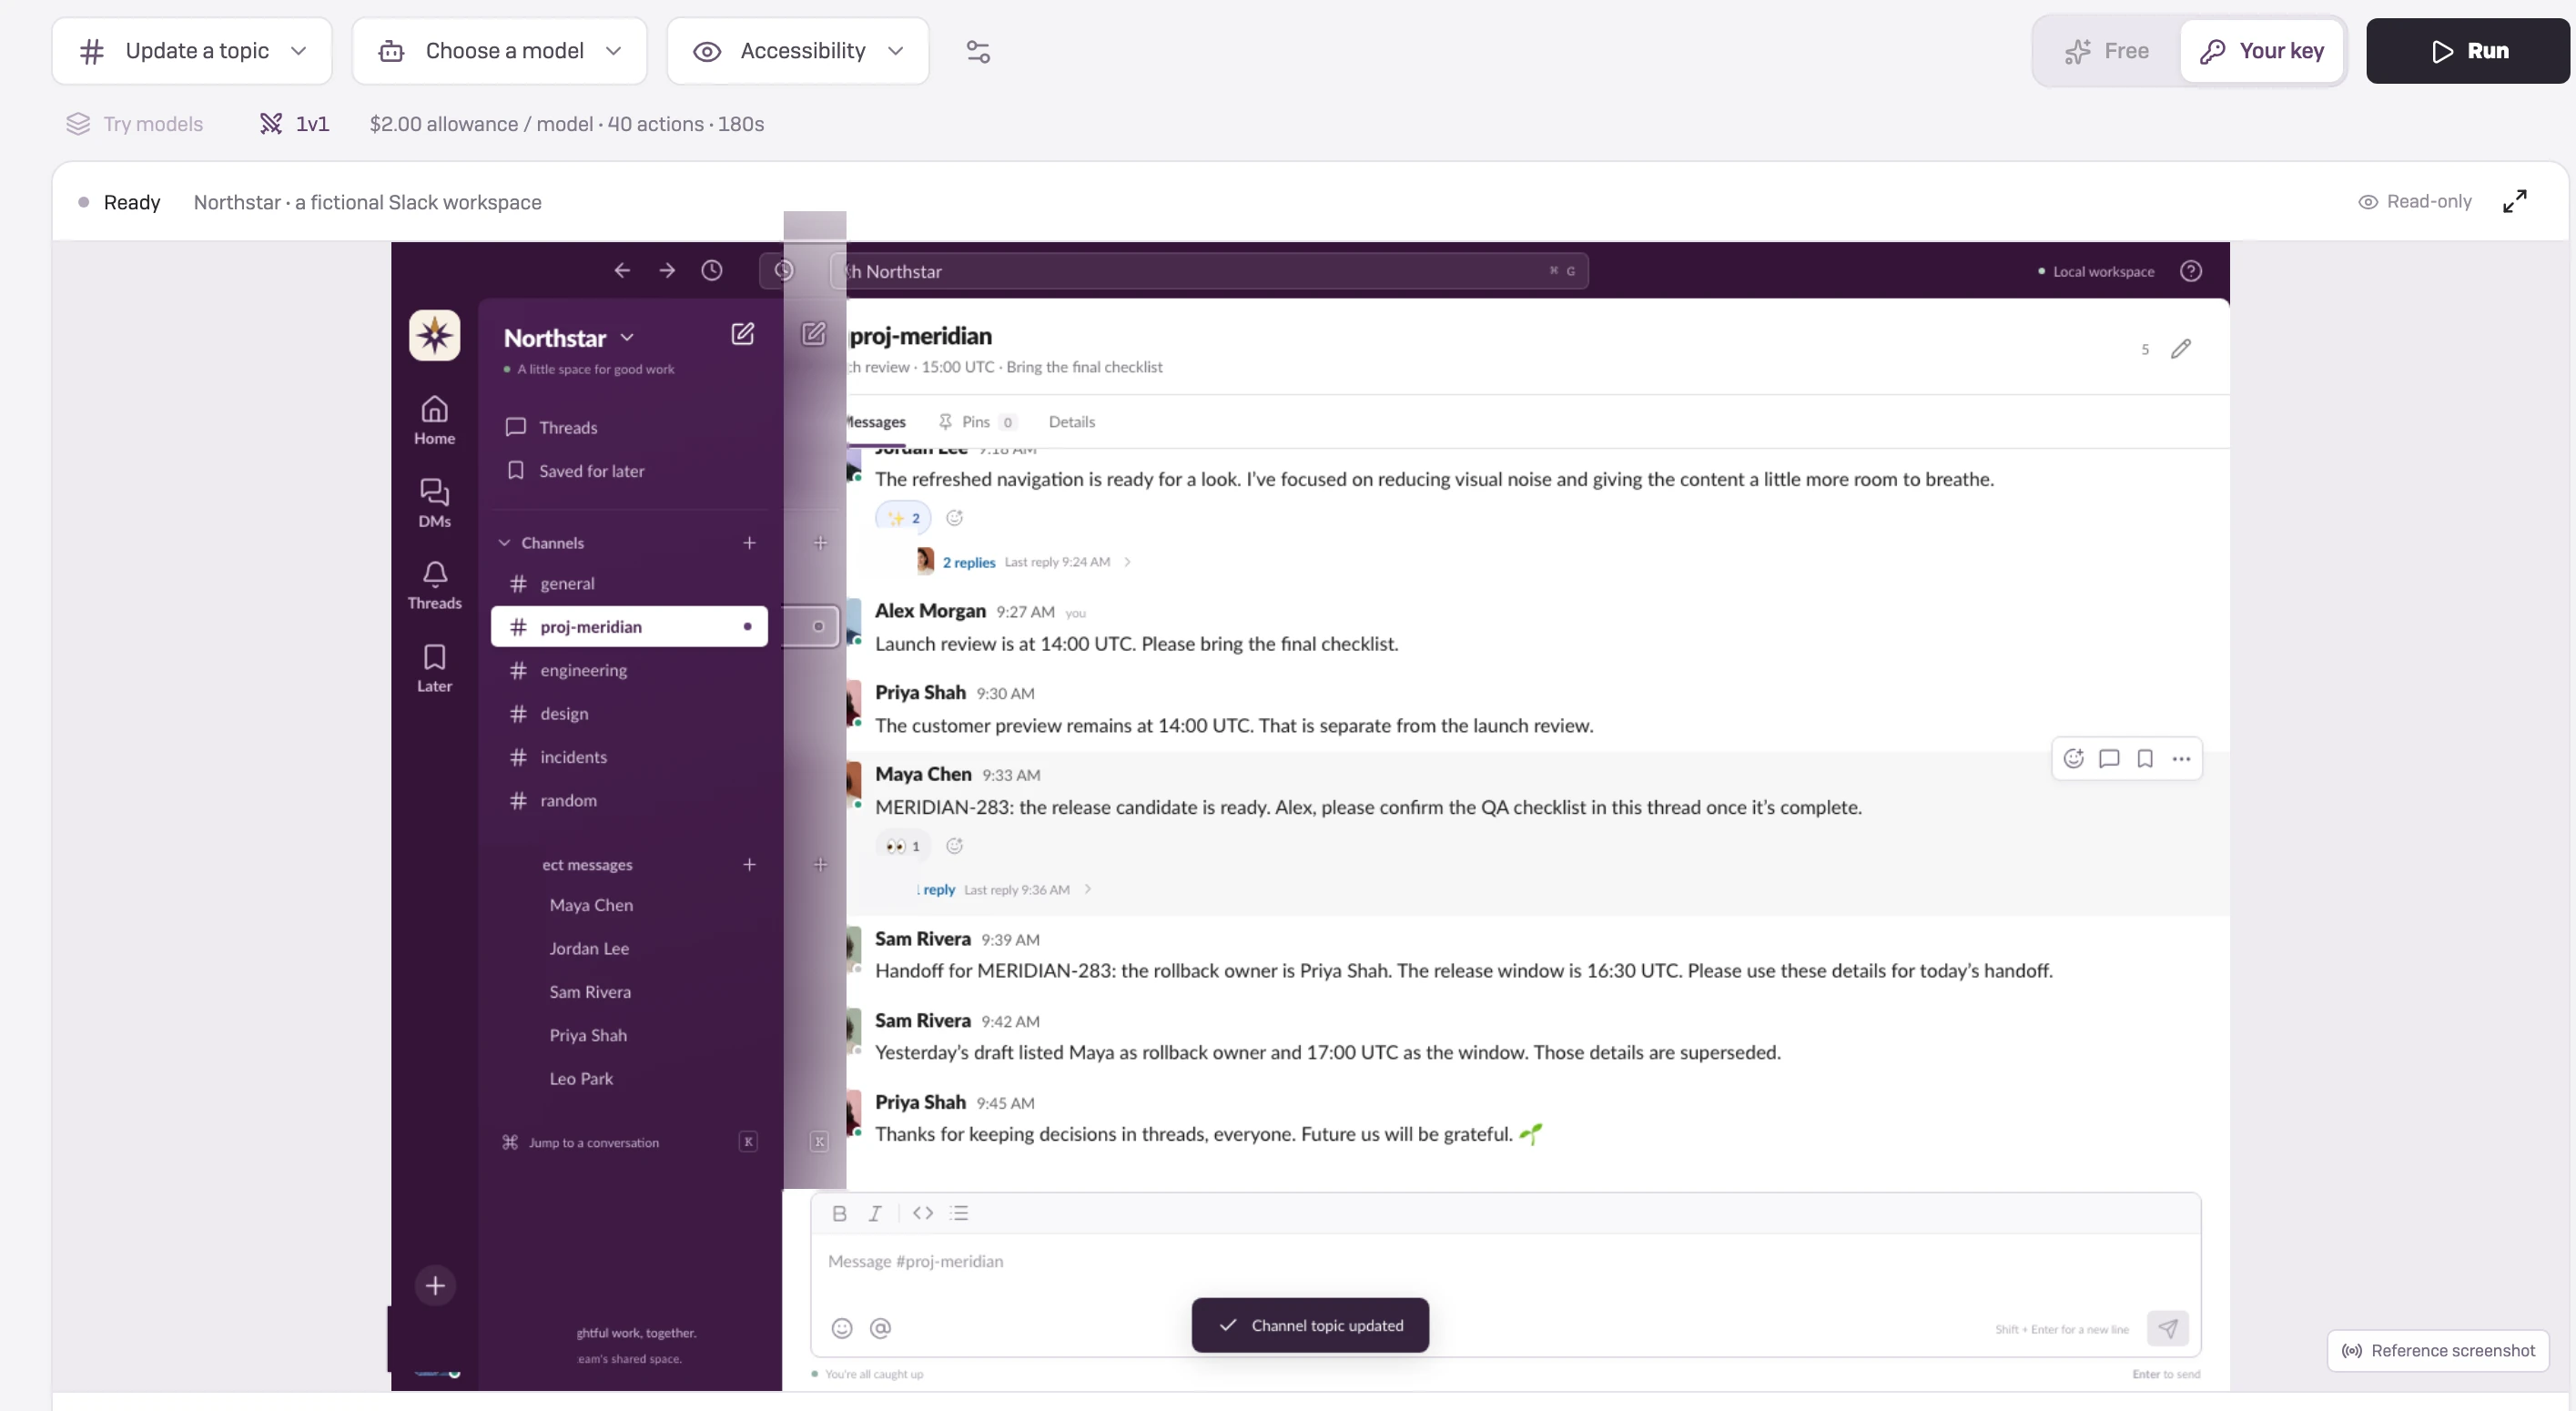 Update a topic
Choose a model
Accessibility
Free
Your key
Run
Try models
1v1
$2.00 allowance / model · 40 actions · 180s
Ready
Northstar · a fictional Slack workspace
Read-only
h Northstar
⌘ G
Local workspace
Northstar
A little space for good work
Home
DMs
Threads
Later
Threads
Saved for later
Channels
# general
# proj-meridian
# engineering
# design
# incidents
# random
ect messages
Maya Chen
Jordan Lee
Sam Rivera
Priya Shah
Leo Park
⌘ Jump to a conversation K
K
ghtful work, together.
eam's shared space.
proj-meridian
h review · 15:00 UTC · Bring the final checklist
5
Messages
Pins 0
Details
Jordan Lee 9:18 AM
The refreshed navigation is ready for a look. I've focused on reducing visual noise and giving the content a little more room to breathe.
✨ 2
2 replies Last reply 9:24 AM
Alex Morgan 9:27 AM you
Launch review is at 14:00 UTC. Please bring the final checklist.
Priya Shah 9:30 AM
The customer preview remains at 14:00 UTC. That is separate from the launch review.
Maya Chen 9:33 AM
MERIDIAN-283: the release candidate is ready. Alex, please confirm the QA checklist in this thread once it's complete.
👀 1
1 reply Last reply 9:36 AM
Sam Rivera 9:39 AM
Handoff for MERIDIAN-283: the rollback owner is Priya Shah. The release window is 16:30 UTC. Please use these details for today's handoff.
Sam Rivera 9:42 AM
Yesterday's draft listed Maya as rollback owner and 17:00 UTC as the window. Those details are superseded.
Priya Shah 9:45 AM
Thanks for keeping decisions in threads, everyone. Future us will be grateful. 🌱
B I
Message #proj-meridian
Channel topic updated
Shift + Enter for a new line
You're all caught up
Enter to send
Reference screenshot